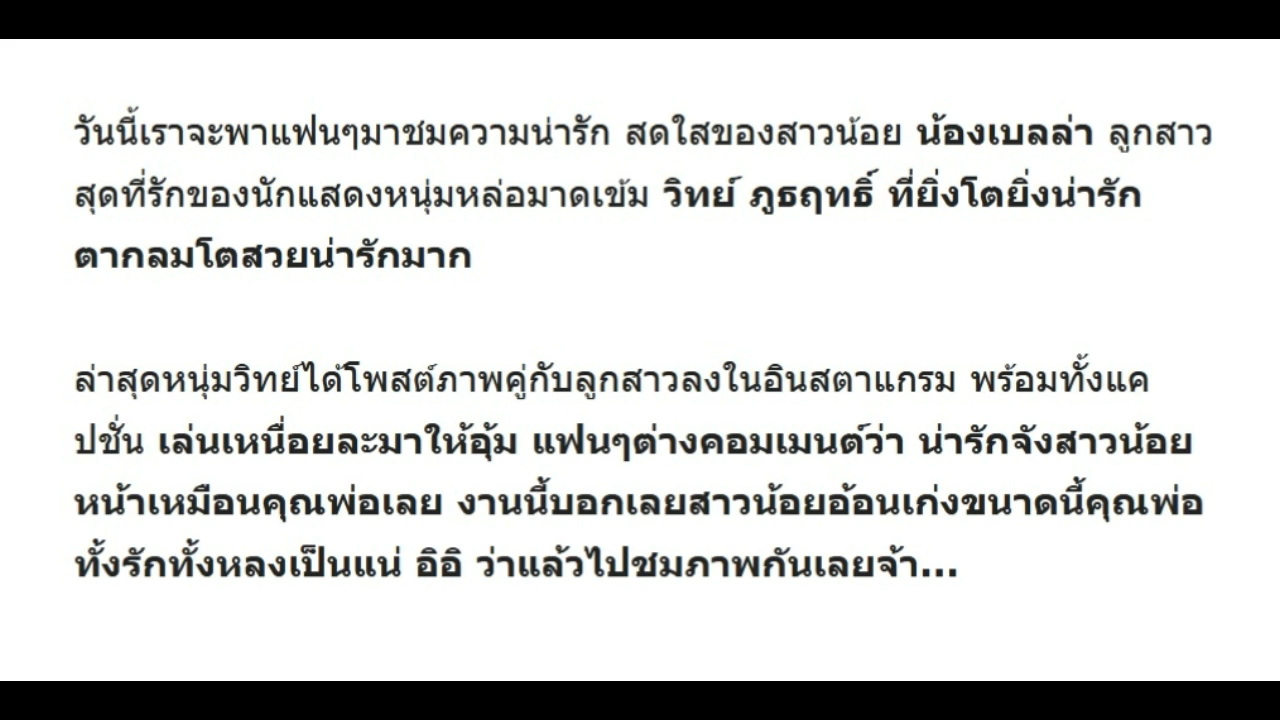 วันนี้เราจะพาแฟนๆมาชมความน่ารัก สดใสของสาวน้อย น้องเบลล่า ลูกสาว
สุดที่รักของนักแสดงหนุ่มหล่อมาดเข้ม วิทย์ ภูธฤทธิ์ ที่ยิ่งโตยิ่งน่ารัก
ตากลมโตสวยน่ารักมาก
ล่าสุดหนุ่มวิทย์ได้โพสต์ภาพคู่กับลูกสาวลงในอินสตาแกรม พร้อมทั้งแค
ปชั่น เล่นเหนื่อยละมาให้อุ้ม แฟนๆต่างคอมเมนต์ว่า น่ารักจังสาวน้อย
หน้าเหมือนคุณพ่อเลย งานนี้บอกเลยสาวน้อยอ้อนเก่งขนาดนี้คุณพ่อ
ทั้งรักทั้งหลงเป็นแน่ อิอิ ว่าแล้วไปชมภาพกันเลยจ้า...